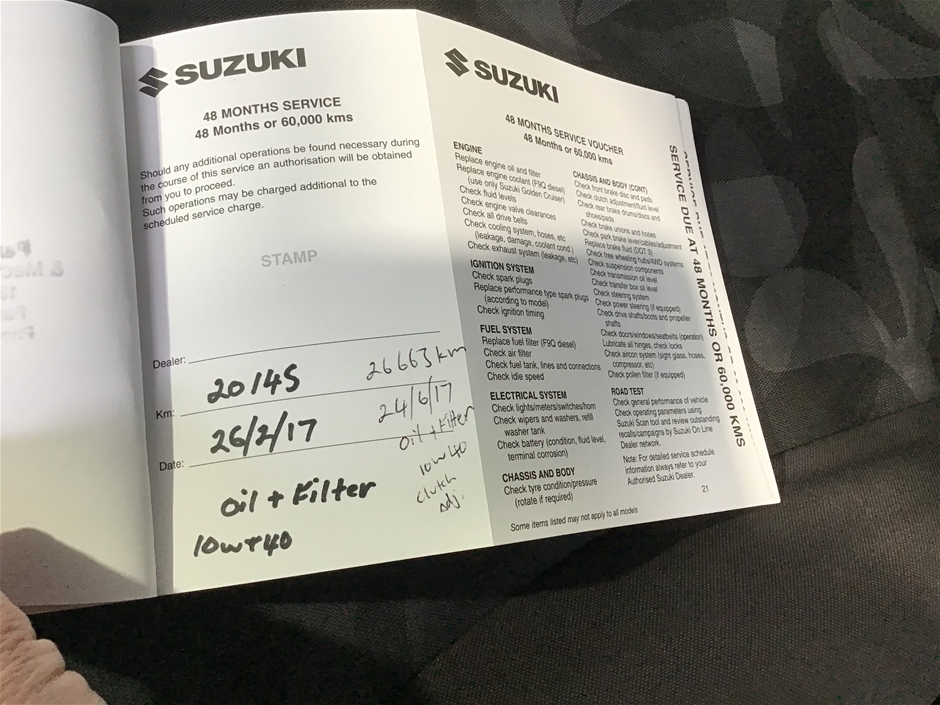 SUZUKI
48 MONTHS SERVICE
48 Months or 60,000 kms
Should any additional operations be found necessary during
the course of this service an authorisation will be obtained
from you to proceed.
Such operations may be charged additional to the
scheduled service charge.
STAMP
Dealer:
Km: 20145
Date: 26/2/17
Oil + Filter
10w+40
26663 km
24/6/17
Oil + Filter
10w40
clutch
adj.
SUZUKI
48 MONTHS SERVICE VOUCHER
48 Months or 60,000 kms
ENGINE
Replace engine oil and filter
Replace engine coolant (F9Q diesel)
(use only Suzuki Golden Cruiser)
Check fluid levels
Check engine valve clearances
Check all drive belts
Check cooling system, hoses, etc
(leakage, damage, coolant cond.)
Check exhaust system (leakage, etc)
IGNITION SYSTEM
Check spark plugs
Replace performance type spark plugs
(according to model)
Check ignition timing
FUEL SYSTEM
Replace fuel filter (F9Q diesel)
Check air filter
Check fuel tank, lines and connections
Check idle speed
ELECTRICAL SYSTEM
Check lights/meters/switches/horn
Check wipers and washers, refill
washer tank
Check battery (condition, fluid level,
terminal corrosion)
CHASSIS AND BODY
Check tyre condition/pressure
(rotate if required)
Some items listed may not apply to all models
CHASSIS AND BODY (CONT)
Check front brake disc and pads
Check clutch adjustment/fluid level
Check rear brake drums/discs and
shoes/pads
Check brake unions and hoses
Check park brake lever/cables/adjustment
Replace brake fluid (DOT 3)
Check free wheeling hubs/4WD systems
Check suspension components
Check transmission oil level
Check transfer box oil level
Check steering system
Check power steering (if equipped)
Check drive shafts/boots and propeller
shafts
Check doors/windows/seatbelts (operation)
Lubricate all hinges, check locks
Check aircon system (sight glass, hoses,
compressor, etc)
Check pollen filter (if equipped)
ROAD TEST
Check general performance of vehicle
Check operating parameters using
Suzuki Scan tool and review outstanding
recalls/campaigns by Suzuki On Line
Dealer network.
Note: For detailed service schedule
information always refer to your
Authorised Suzuki Dealer.
21
SERVICE DUE AT 48 MONTHS OR 60,000 KMS